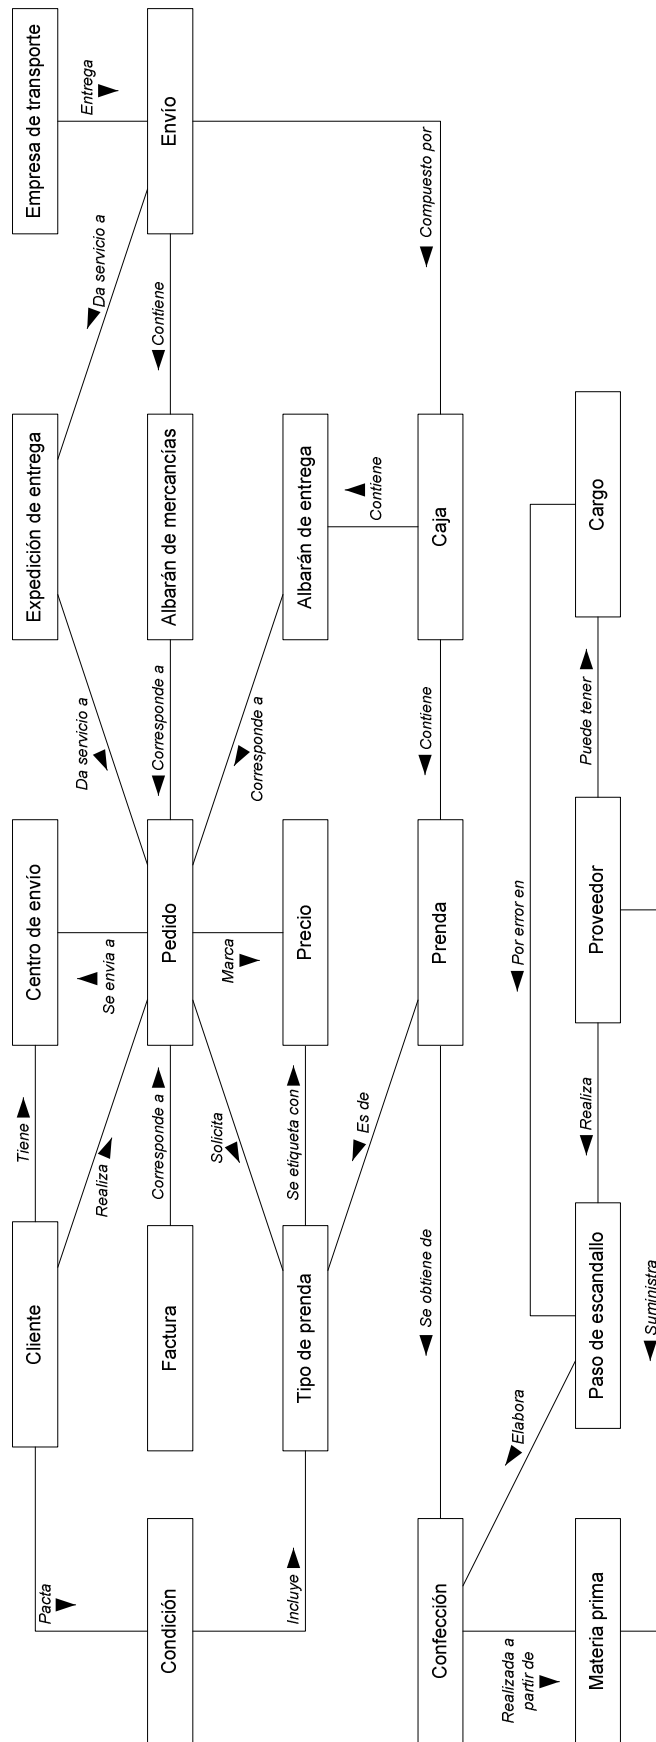 Empresa de transporte
Entrega
Envío
Da servicio a
Contiene
Compuesto por
Expedición de entrega
Albarán de mercancías
Albarán de entrega
Contiene
Caja
Cargo
Da servicio a
Corresponde a
Corresponde a
Contiene
Puede tener
Centro de envío
Se envia a
Pedido
Marca
Precio
Prenda
Por error en
Proveedor
Tiene
Realiza
Corresponde a
Solicita
Se etiqueta con
Es de
Realiza
Cliente
Factura
Tipo de prenda
Se obtiene de
Paso de escandallo
Suministra
Elabora
Pacta
Condición
Incluye
Confección
Realizada a
partir de
Materia prima